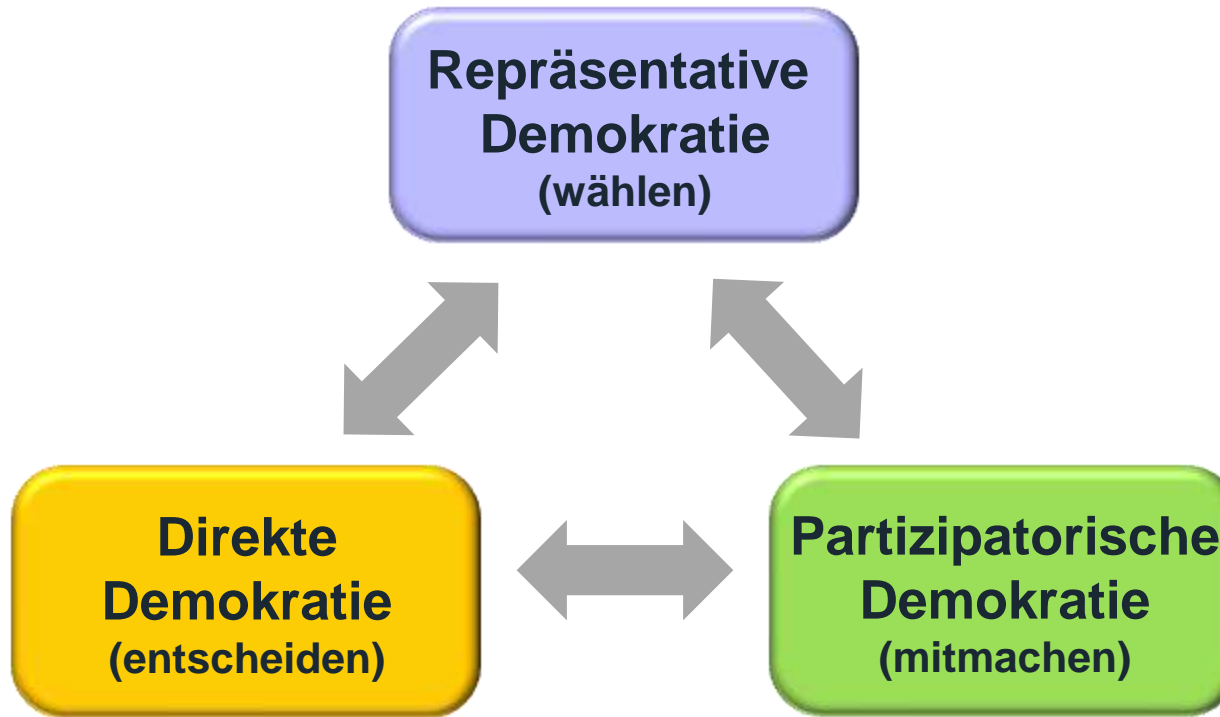 Repräsentative
Demokratie
(wählen)
Direkte
Demokratie
(entscheiden)
Partizipatorische
Demokratie
(mitmachen)